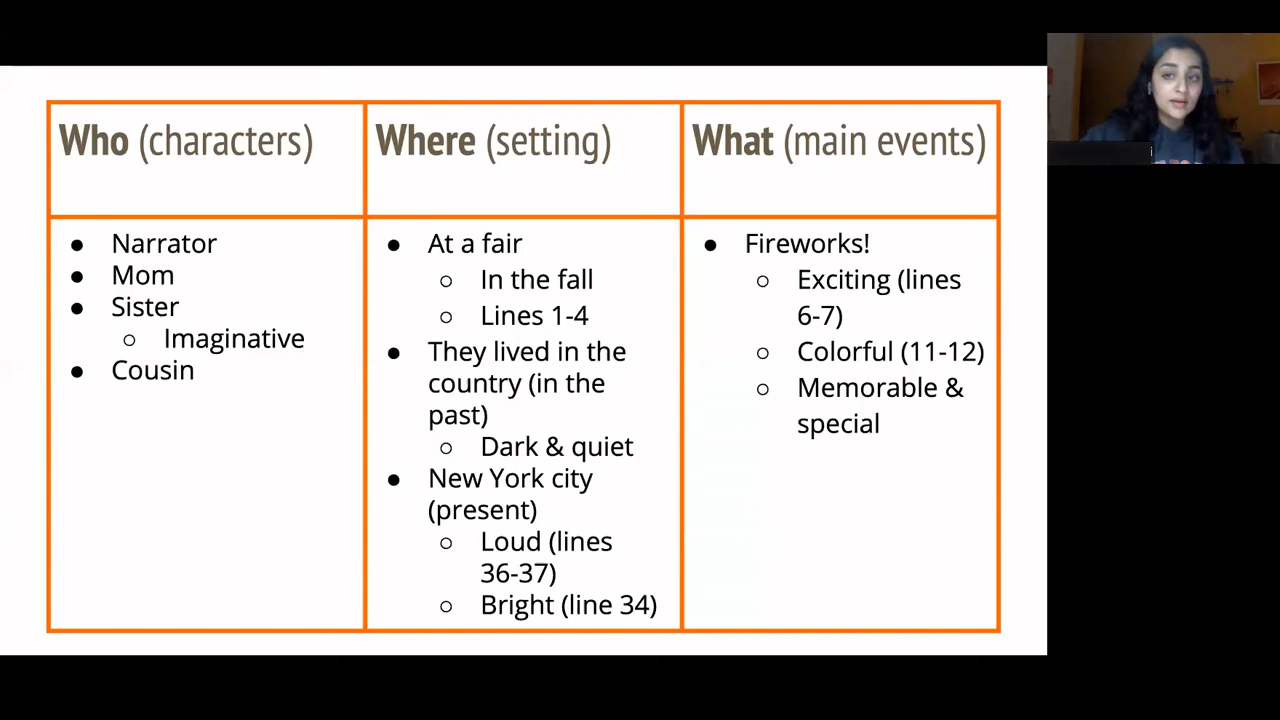 Who (characters)
Where (setting)
What (main events)
● Narrator
● Mom
● Sister
○ Imaginative
● Cousin
● At a fair
○ In the fall
○ Lines 1-4
● They lived in the
country (in the
past)
○ Dark & quiet
● New York city
(present)
○ Loud (lines
36-37)
○ Bright (line 34)
● Fireworks!
○ Exciting (lines
6-7)
○ Colorful (11-12)
○ Memorable &
special